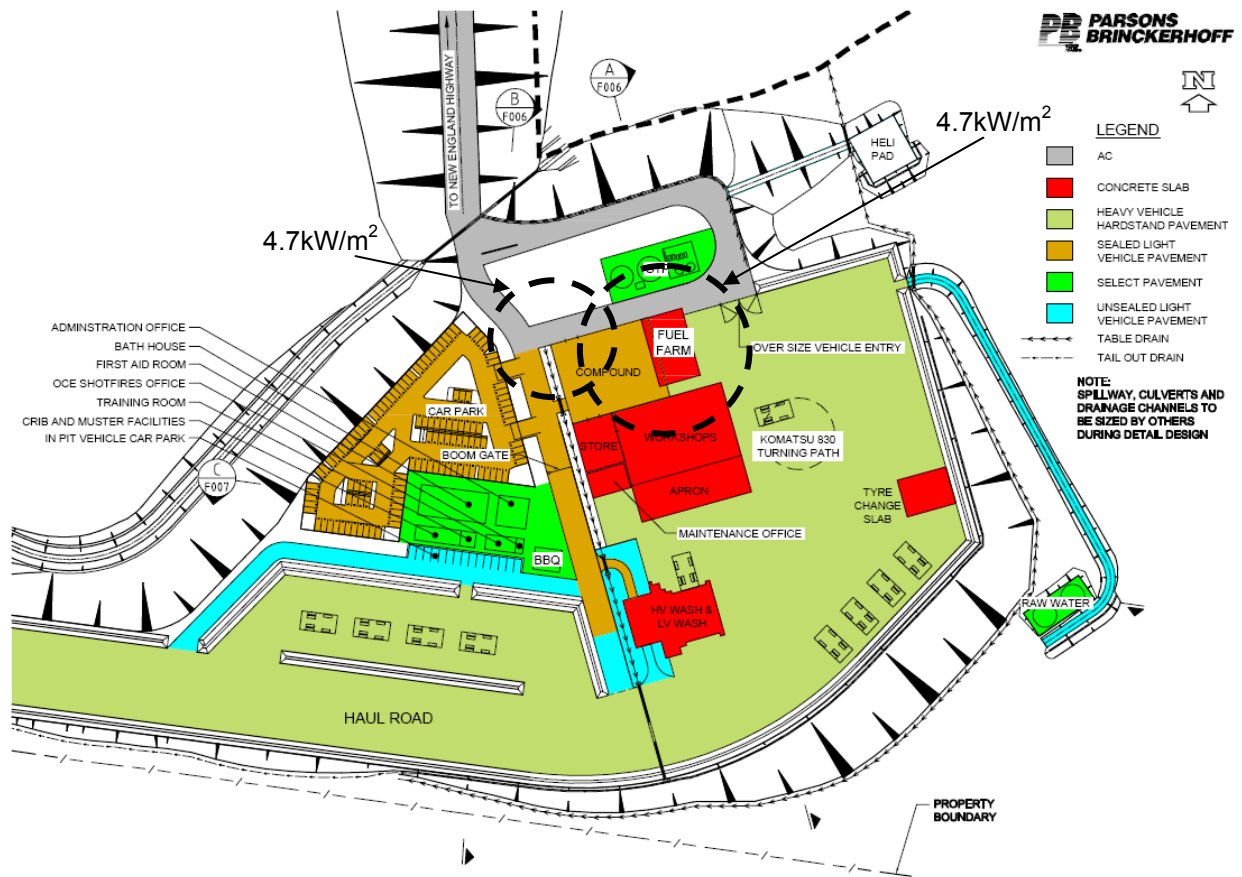 PB PARSONS
BRINCKERHOFF
N
TO NEW ENGLAND HIGHWAY
A
F006
B
F006
4.7kW/m²
HELI
PAD
LEGEND
AC
CONCRETE SLAB
HEAVY VEHICLE
HARDSTAND PAVEMENT
SEALED LIGHT
VEHICLE PAVEMENT
SELECT PAVEMENT
UNSEALED LIGHT
VEHICLE PAVEMENT
TABLE DRAIN
TAIL OUT DRAIN
NOTE:
SPILLWAY, CULVERTS AND
DRAINAGE CHANNELS TO
BE SIZED BY OTHERS
DURING DETAIL DESIGN
4.7kW/m²
ADMINSTRATION OFFICE
BATH HOUSE
FIRST AID ROOM
OCE SHOTFIRES OFFICE
TRAINING ROOM
CRIB AND MUSTER FACILITIES
IN PIT VEHICLE CAR PARK
FUEL
FARM
OVER SIZE VEHICLE ENTRY
COMPOUND
CAR PARK
BOOM GATE
STORE
WORKSHOPS
KOMATSU 830
TURNING PATH
C
F007
APRON
TYRE
CHANGE
SLAB
MAINTENANCE OFFICE
BBQ
HV WASH &
LV WASH
RAW WATER
HAUL ROAD
PROPERTY
BOUNDARY